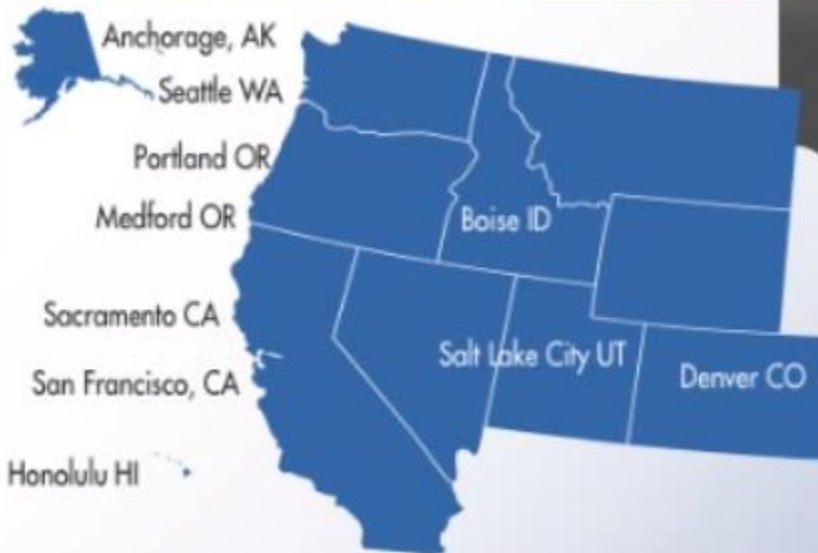 Anchorage, AK
Seattle WA
Portland OR
Medford OR
Boise ID
Sacramento CA
Salt Lake City UT
Denver CO
San Francisco, CA
Honolulu HI